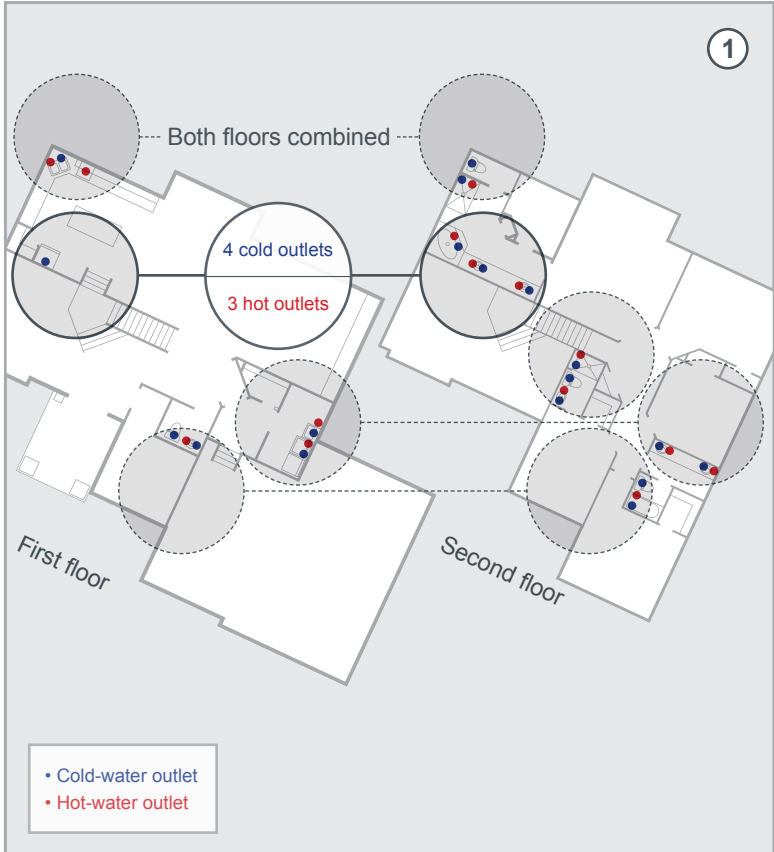 1
Both floors combined
4 cold outlets
3 hot outlets
First floor
Second floor
• Cold-water outlet
• Hot-water outlet